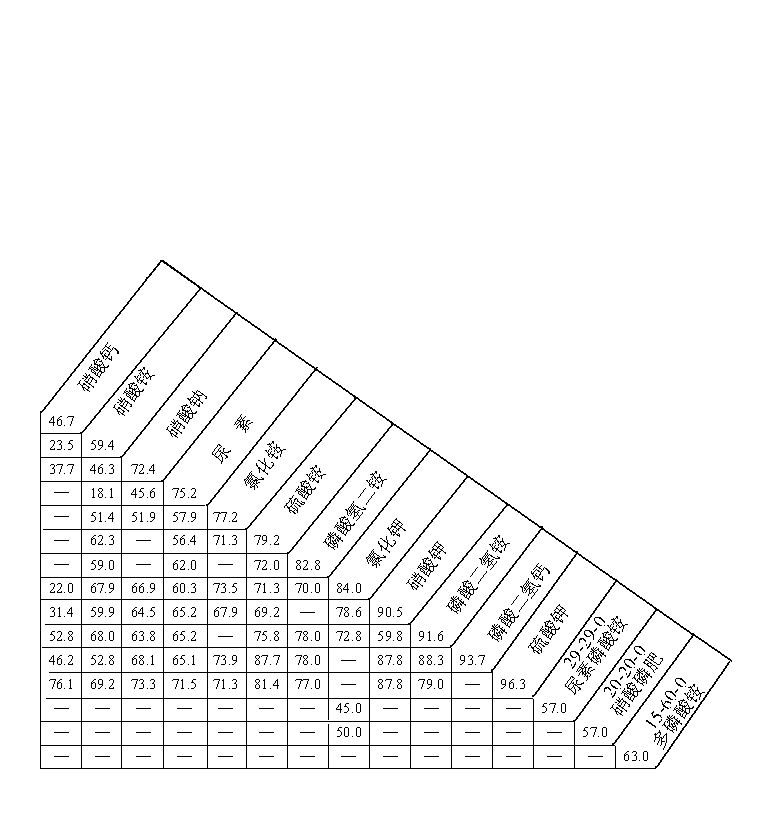 硝酸钙
硝酸铵
硝酸钠
尿 素
氯化铵
硫酸铵
磷酸氢二铵
氯化钾
硝酸钾
磷酸二氢铵
磷酸二氢钙
硫酸钾
29-29-0
尿素磷酸铵
20-20-0
硝酸磷肥
15-60-0
多磷酸铵
46.7
23.5 59.4
37.7 46.3 72.4
— 18.1 45.6 75.2
— 51.4 51.9 57.9 77.2
— 62.3 — 56.4 71.3 79.2
— 59.0 — 62.0 — 72.0 82.8
22.0 67.9 66.9 60.3 73.5 71.3 70.0 84.0
31.4 59.9 64.5 65.2 67.9 69.2 — 78.6 90.5
52.8 68.0 63.8 65.2 — 75.8 78.0 72.8 59.8 91.6
46.2 52.8 68.1 65.1 73.9 87.7 78.0 — 87.8 88.3 93.7
76.1 69.2 73.3 71.5 71.3 81.4 77.0 — 87.8 79.0 — 96.3
— — — — — — — 45.0 — — — — 57.0
— — — — — — — 50.0 — — — — — 57.0
— — — — — — — — — — — — — — 63.0